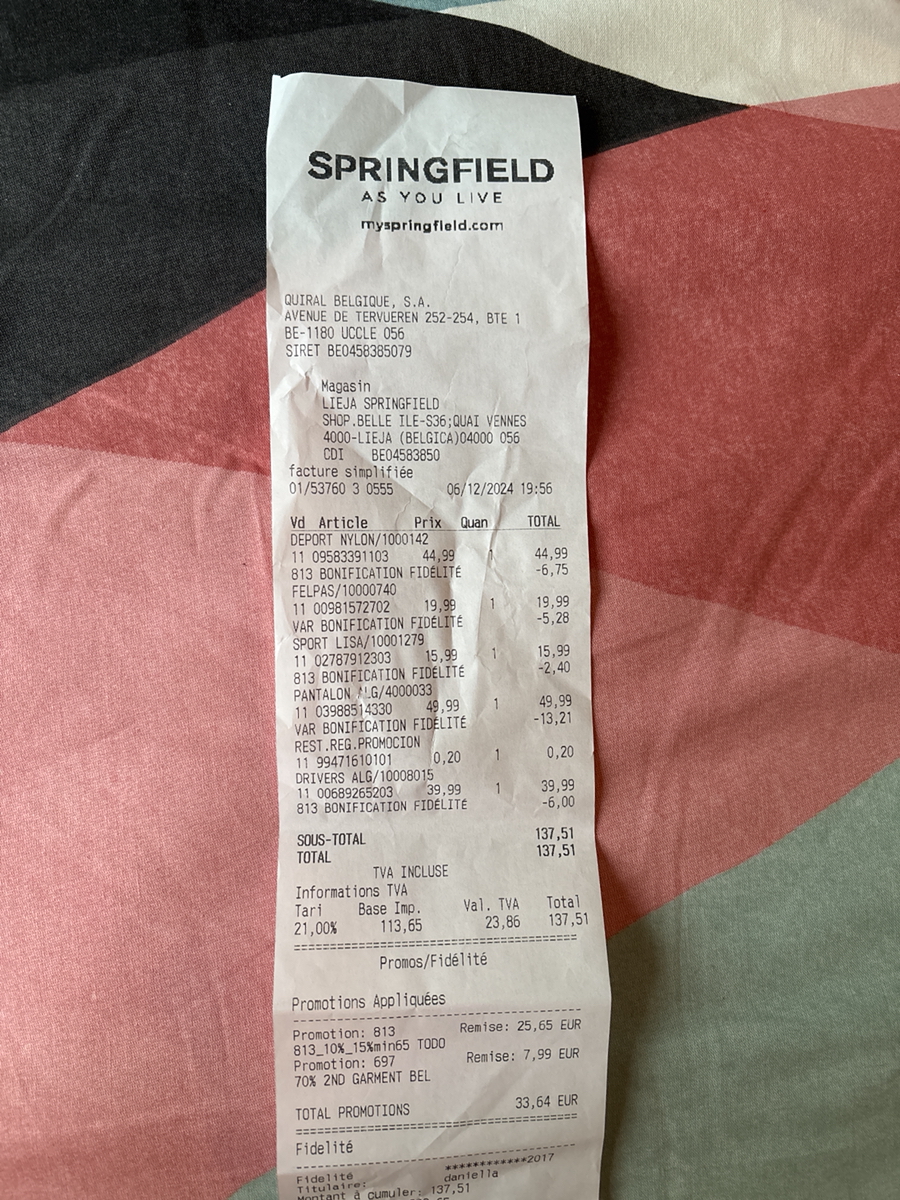 SPRINGFIELD
AS YOU LIVE
myspringfield.com
QUIRAL BELGIQUE, S.A.
AVENUE DE TERVUEREN 252-254, BTE 1
BE-1180 UCCLE 056
SIRET BE0458385079
Magasin
LIEJA SPRINGFIELD
SHOP.BELLE ILE-S36;QUAI VENNES
4000-LIEJA (BELGICA)04000 056
CDI BE04583850
facture simplifiée
01/53760 3 0555 06/12/2024 19:56
Vd Article Prix Quan TOTAL
DEPORT NYLON/1000142
11 09583391103 44,99 1 44,99
813 BONIFICATION FIDÉLITÉ -6,75
FELPAS/10000740
11 00981572702 19,99 1 19,99
VAR BONIFICATION FIDÉLITÉ -5,28
SPORT LISA/10001279
11 02787912303 15,99 1 15,99
813 BONIFICATION FIDÉLITÉ -2,40
PANTALON ALG/4000033
11 03988514330 49,99 1 49,99
VAR BONIFICATION FIDÉLITÉ -13,21
REST.REG.PROMOCION
11 99471610101 0,20 1 0,20
DRIVERS ALG/10008015
11 00689265203 39,99 1 39,99
813 BONIFICATION FIDÉLITÉ -6,00
SOUS-TOTAL 137,51
TOTAL 137,51
TVA INCLUSE
Informations TVA
Tari Base Imp. Val. TVA Total
21,00% 113,65 23,86 137,51
Promos/Fidélité
Promotions Appliquées
Promotion: 813 Remise: 25,65 EUR
813_10%_15%min65 TODO
Promotion: 697 Remise: 7,99 EUR
70% 2ND GARMENT BEL
TOTAL PROMOTIONS 33,64 EUR
Fidelité
Fidelité ************2017
Titulaire: daniella
Montant à cumuler: 137,51